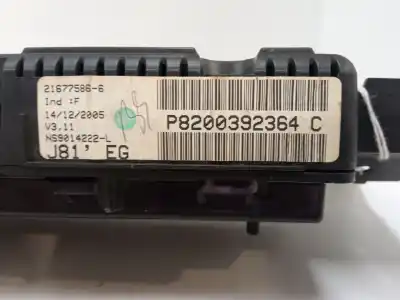 21677586-6
Ind :F
14/12/2005
V3.11
NS9014222-L
J81' EG
P8200392364 C